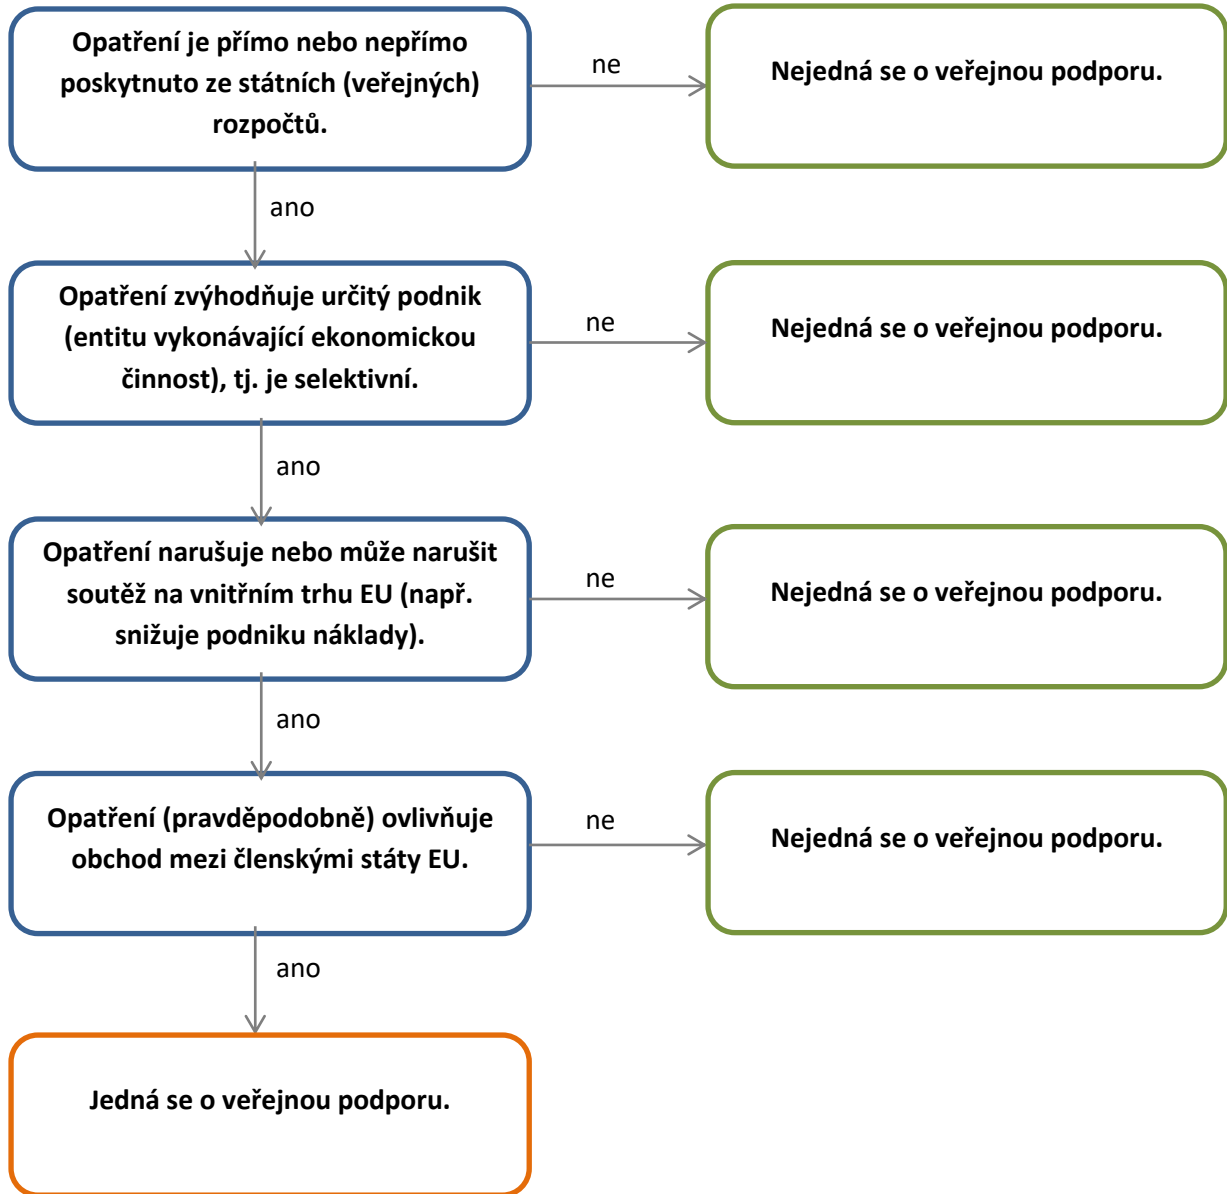 Opatření je přímo nebo nepřímo
poskytnuto ze státních (veřejných)
rozpočtů.
ne
Nejedná se o veřejnou podporu.
ano
Opatření zvýhodňuje určitý podnik
(entitu vykonávající ekonomickou
činnost), tj. je selektivní.
ne
Nejedná se o veřejnou podporu.
ano
Opatření narušuje nebo může narušit
soutěž na vnitřním trhu EU (např.
snižuje podniku náklady).
ne
Nejedná se o veřejnou podporu.
ano
Opatření (pravděpodobně) ovlivňuje
obchod mezi členskými státy EU.
ne
Nejedná se o veřejnou podporu.
ano
Jedná se o veřejnou podporu.